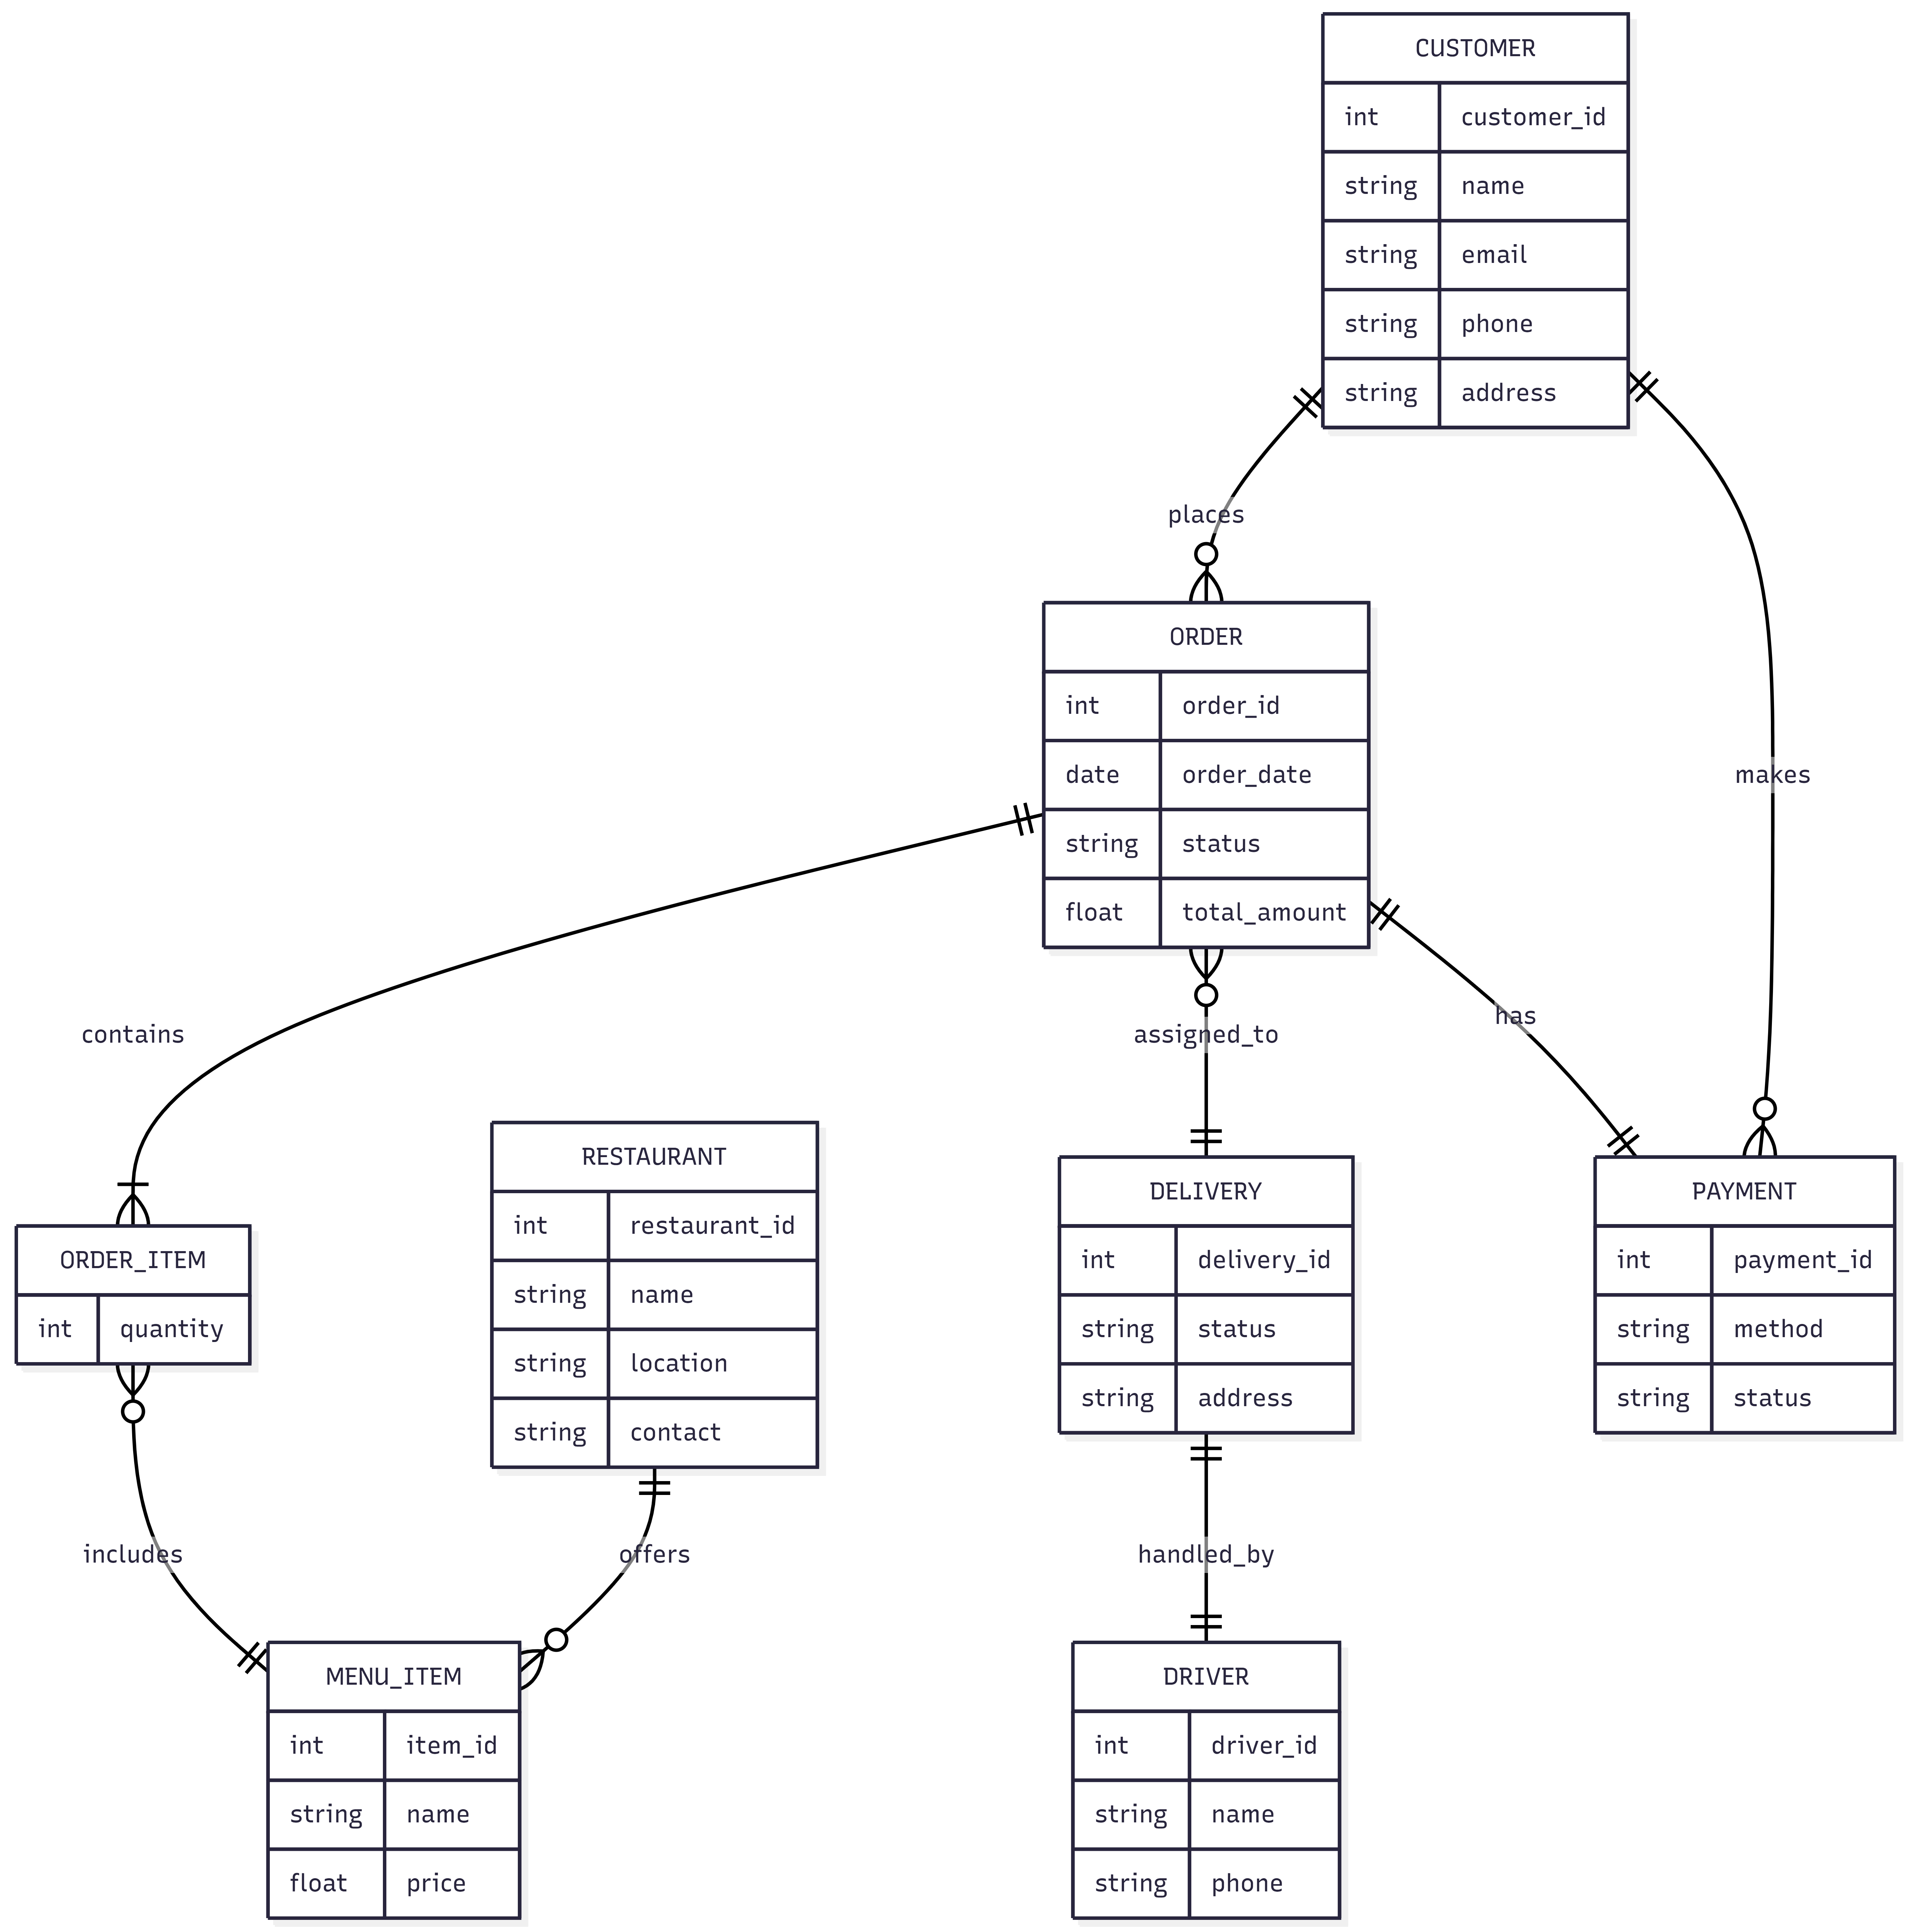 CUSTOMER
int customer_id
string name
string email
string phone
string address
places
ORDER
int order_id
date order_date
string status
float total_amount
makes
contains
assigned_to
has
ORDER_ITEM
int quantity
RESTAURANT
int restaurant_id
string name
string location
string contact
DELIVERY
int delivery_id
string status
string address
PAYMENT
int payment_id
string method
string status
includes
offers
handled_by
MENU_ITEM
int item_id
string name
float price
DRIVER
int driver_id
string name
string phone